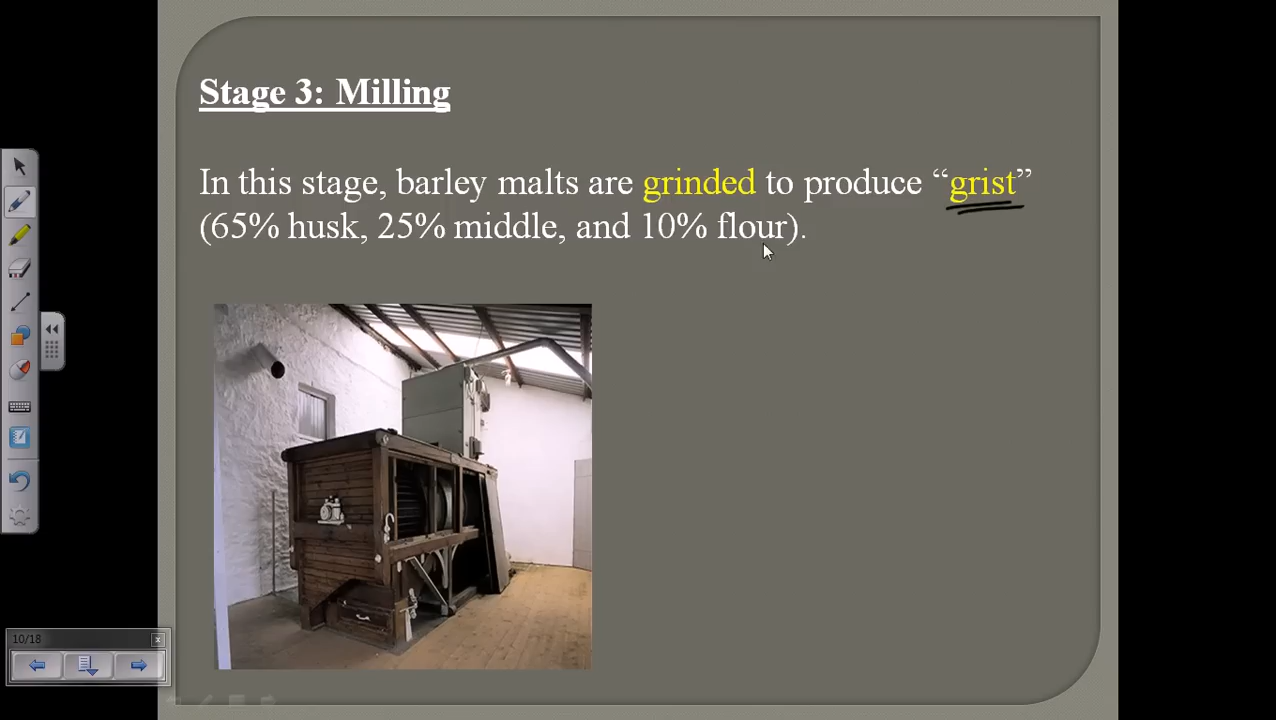 Stage 3: Milling
In this stage, barley malts are grinded to produce “grist”
(65% husk, 25% middle, and 10% flour).
10/18